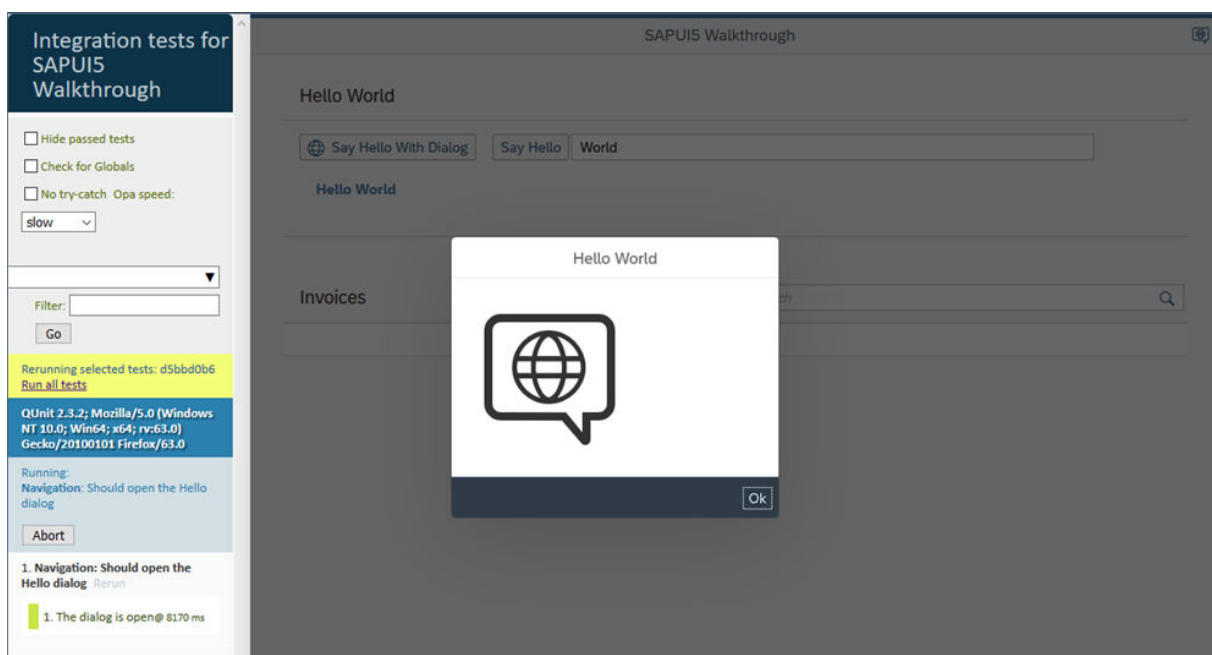 Integration tests for
SAPUI5
Walkthrough
Hide passed tests
Check for Globals
No try-catch Opa speed:
slow
Filter:
Go
Rerunning selected tests: d5bbd0b6
Run all tests
QUnit 2.3.2; Mozilla/5.0 (Windows
NT 10.0; Win64; x64; rv:63.0)
Gecko/20100101 Firefox/63.0
Running:
Navigation: Should open the Hello
dialog
Abort
1. Navigation: Should open the
Hello dialog Rerun
1. The dialog is open@ 8170 ms
SAPUI5 Walkthrough
Hello World
Say Hello With Dialog Say Hello World
Hello World
Invoices
Hello World
Ok